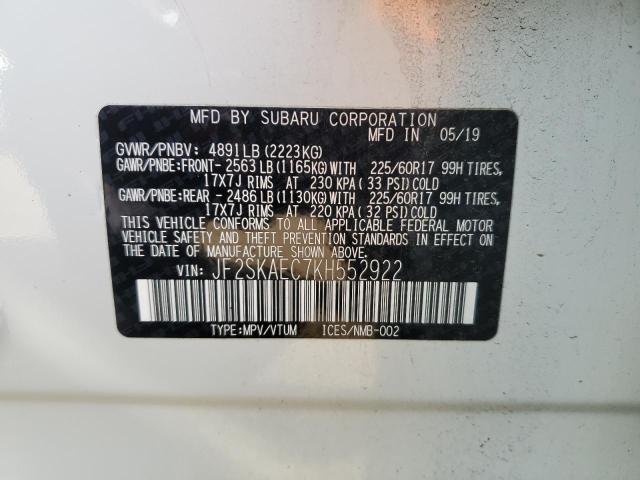 MFD BY SUBARU CORPORATION
MFD IN 05/19
GVWR/PNBV: 4891LB(2223KG)
GAWR/PNBE:FRONT- 2563LB(1165KG)WITH 225/60R17 99H TIRES,
17X7J RIMS AT 230 KPA(33 PSI)COLD
GAWR/PNBE:REAR - 2486LB(1130KG)WITH 225/60R17 99H TIRES,
17X7J RIMS AT 220 KPA(32 PSI)COLD
THIS VEHICLE CONFORMS TO ALL APPLICABLE FEDERAL MOTOR
VEHICLE SAFETY AND THEFT PREVENTION STANDARDS IN EFFECT
ON THE DATE OF MANUFACTURE SHOWN ABOVE.
VIN: JF2SKAEC7KH552922
TYPE:MPV/VTUM ICES/NMB-002